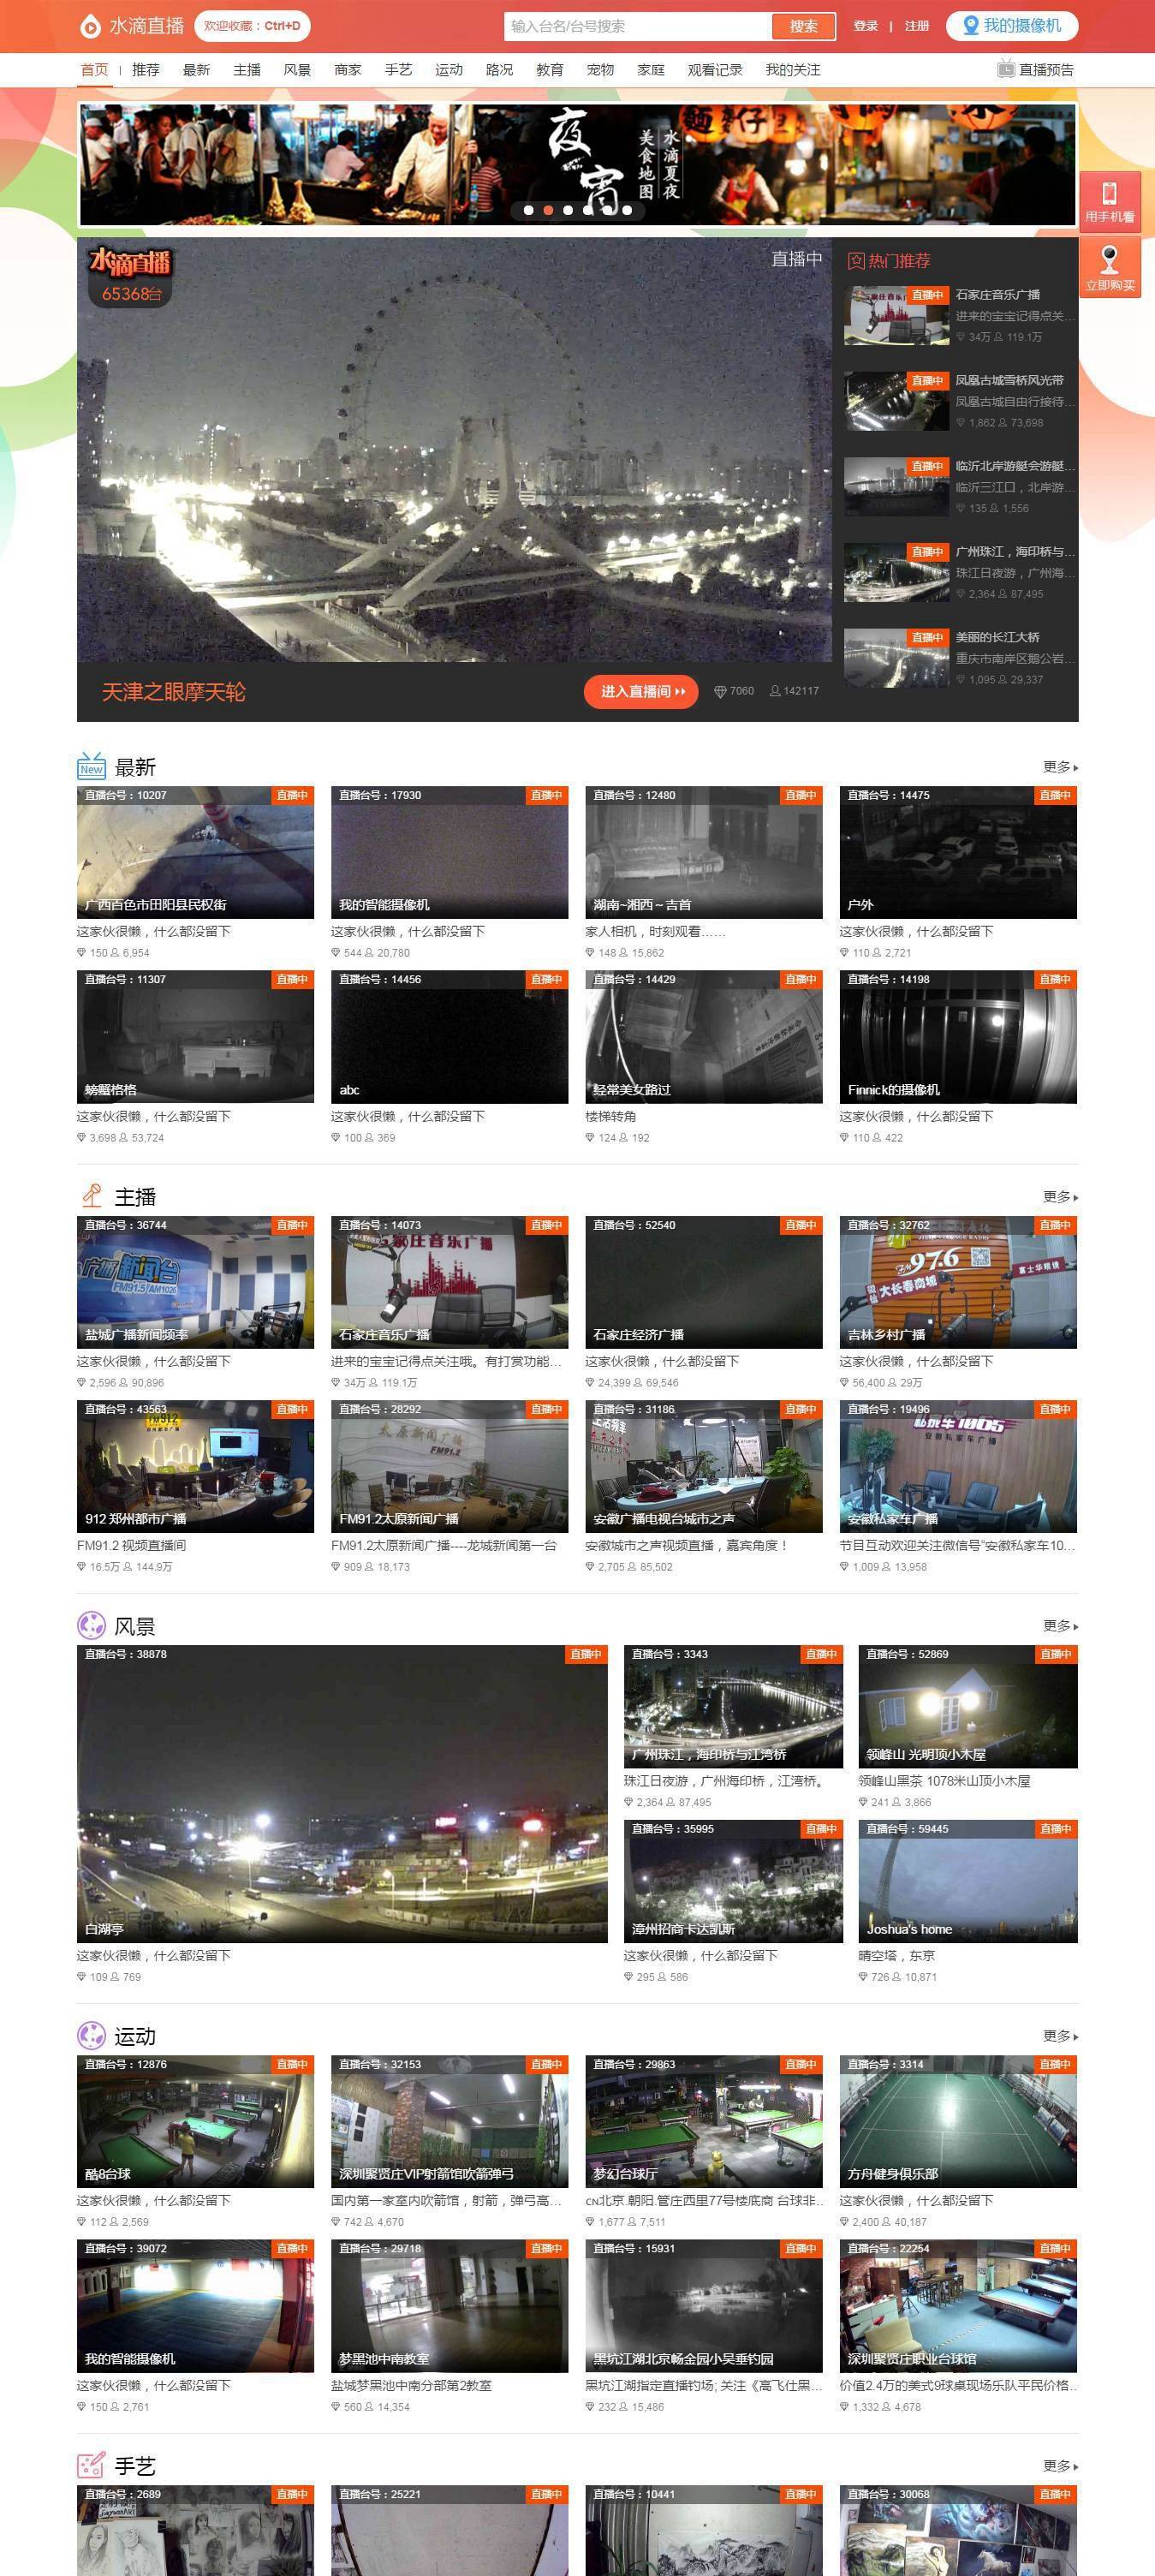 水滴直播
欢迎收藏：Ctrl+D
输入台名/台号搜索
搜索
登录 | 注册
我的摄像机
首页 | 推荐 最新 主播 风景 商家 手艺 运动 路况 教育 宠物 家庭 观看记录 我的关注
直播预告
夜宵
水滴夏夜
美食地图
用手机看
立即购买
水滴直播
65368台
直播中
热门推荐
直播中
石家庄音乐广播
进来的宝宝记得点关...
34万 119.1万
直播中
凤凰古城雪桥风光带
凤凰古城自由行接待...
1,862 73,698
直播中
临沂北岸游艇会游艇...
临沂三江口，北岸游...
135 1,556
直播中
广州珠江，海印桥与...
珠江日夜游，广州海...
2,364 87,495
直播中
美丽的长江大桥
重庆市南岸区鹅公岩...
1,095 29,337
天津之眼摩天轮
进入直播间
7060 142117
New 最新
更多
直播台号：10207 直播中
广西百色市田阳县民权街
这家伙很懒，什么都没留下
150 6,954
直播台号：17930 直播中
我的智能摄像机
这家伙很懒，什么都没留下
544 20,780
直播台号：12480 直播中
湖南~湘西～吉首
家人相机，时刻观看……
148 15,862
直播台号：14475 直播中
户外
这家伙很懒，什么都没留下
110 2,721
直播台号：11307 直播中
螃蟹格格
这家伙很懒，什么都没留下
3,698 53,724
直播台号：14456 直播中
abc
这家伙很懒，什么都没留下
100 369
直播台号：14429 直播中
经常美女路过
楼梯转角
124 192
直播台号：14198 直播中
Finnick的摄像机
这家伙很懒，什么都没留下
110 422
主播
更多
直播台号：36744 直播中
新闻台
FM91.5 AM1026
盐城广播新闻频率
这家伙很懒，什么都没留下
2,596 90,896
直播台号：14073 直播中
家庄音乐广播
石家庄音乐广播
进来的宝宝记得点关注哦。有打赏功能...
34万 119.1万
直播台号：52540 直播中
石家庄经济广播
这家伙很懒，什么都没留下
24,399 69,546
直播台号：32762 直播中
97.6
大长春商城
富士华眼镜
吉林乡村广播
这家伙很懒，什么都没留下
56,400 29万
直播台号：43563 直播中
912 郑州都市广播
FM91.2 视频直播间
16.5万 144.9万
直播台号：28292 直播中
太原新闻广播
FM91.2
FM91.2太原新闻广播
FM91.2太原新闻广播----龙城新闻第一台
909 18,173
直播台号：31186 直播中
安徽广播电视台城市之声
安徽城市之声视频直播，嘉宾角度！
2,705 85,502
直播台号：19496 直播中
私家车1005
安徽私家车广播
安徽私家车广播
节目互动欢迎关注微信号“安徽私家车10...
1,009 13,958
风景
更多
直播台号：38878 直播中
白湖亭
这家伙很懒，什么都没留下
109 769
直播台号：3343 直播中
广州珠江，海印桥与江湾桥
珠江日夜游，广州海印桥，江湾桥。
2,364 87,495
直播台号：52869 直播中
领峰山 光明顶小木屋
领峰山黑茶 1078米山顶小木屋
241 3,866
直播台号：35995 直播中
漳州招商卡达凯斯
这家伙很懒，什么都没留下
295 586
直播台号：59445 直播中
Joshua's home
晴空塔，东京
726 10,871
运动
更多
直播台号：12876 直播中
酷8台球
这家伙很懒，什么都没留下
112 2,569
直播台号：32153 直播中
深圳聚贤庄VIP射箭馆吹箭弹弓
国内第一家室内吹箭馆，射箭，弹弓高...
742 4,670
直播台号：29863 直播中
梦幻台球厅
CN北京.朝阳.管庄西里77号楼底商 台球非...
1,677 7,511
直播台号：3314 直播中
方舟健身俱乐部
这家伙很懒，什么都没留下
2,400 40,187
直播台号：39072 直播中
我的智能摄像机
这家伙很懒，什么都没留下
150 2,761
直播台号：29718 直播中
梦黑池中南教室
盐城梦黑池中南分部第2教室
560 14,354
直播台号：15931 直播中
黑坑江湖北京畅全园小吴垂钓园
黑坑江湖指定直播钓场; 关注《高飞仕黑...
232 15,486
直播台号：22254 直播中
深圳聚贤庄职业台球馆
价值2.4万的美式9球桌现场乐队平民价格...
1,332 4,678
手艺
更多
直播台号：2689 直播中
直播台号：25221 直播中
直播台号：10441 直播中
直播台号：30068 直播中